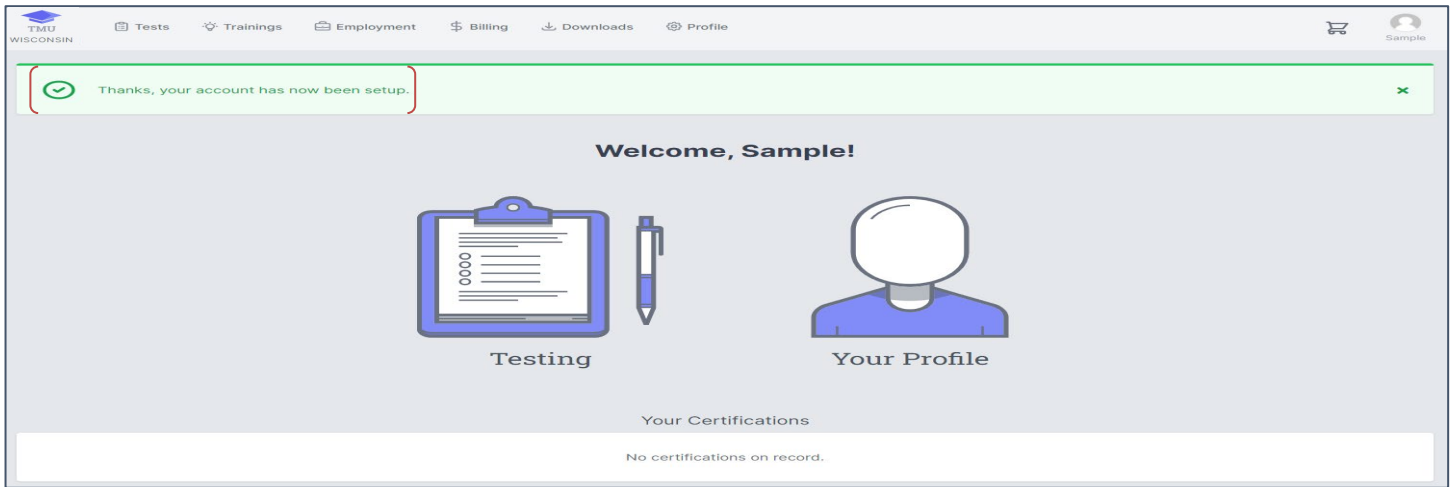 TMU
WISCONSIN
Tests Trainings Employment Billing Downloads Profile
Sample
Thanks, your account has now been setup.
Welcome, Sample!
Testing Your Profile
Your Certifications
No certifications on record.